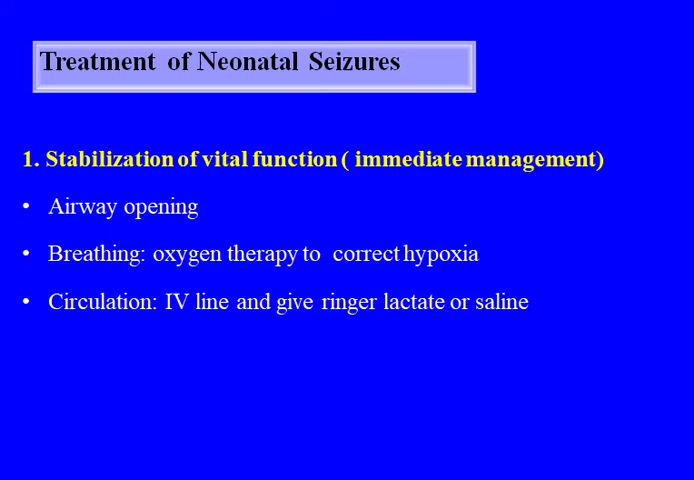 Treatment of Neonatal Seizures
1. Stabilization of vital function ( immediate management)
• Airway opening
• Breathing: oxygen therapy to correct hypoxia
• Circulation: IV line and give ringer lactate or saline